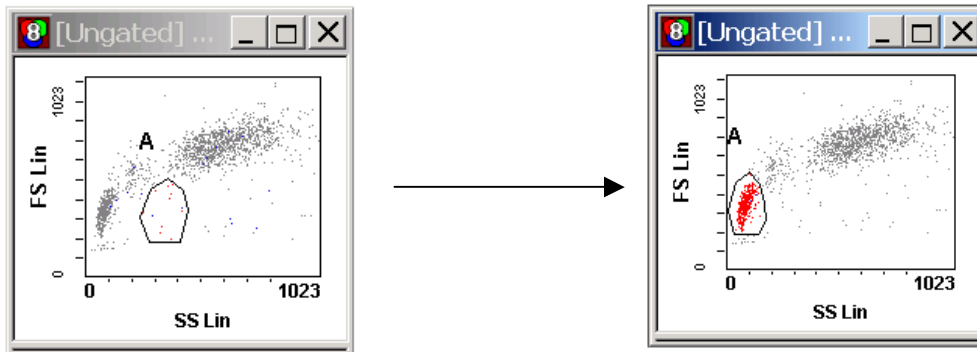 8 [Ungated] ...
1023
A
FS Lin
0
0 1023
SS Lin
8 [Ungated] ...
1023
A
FS Lin
0
0 1023
SS Lin